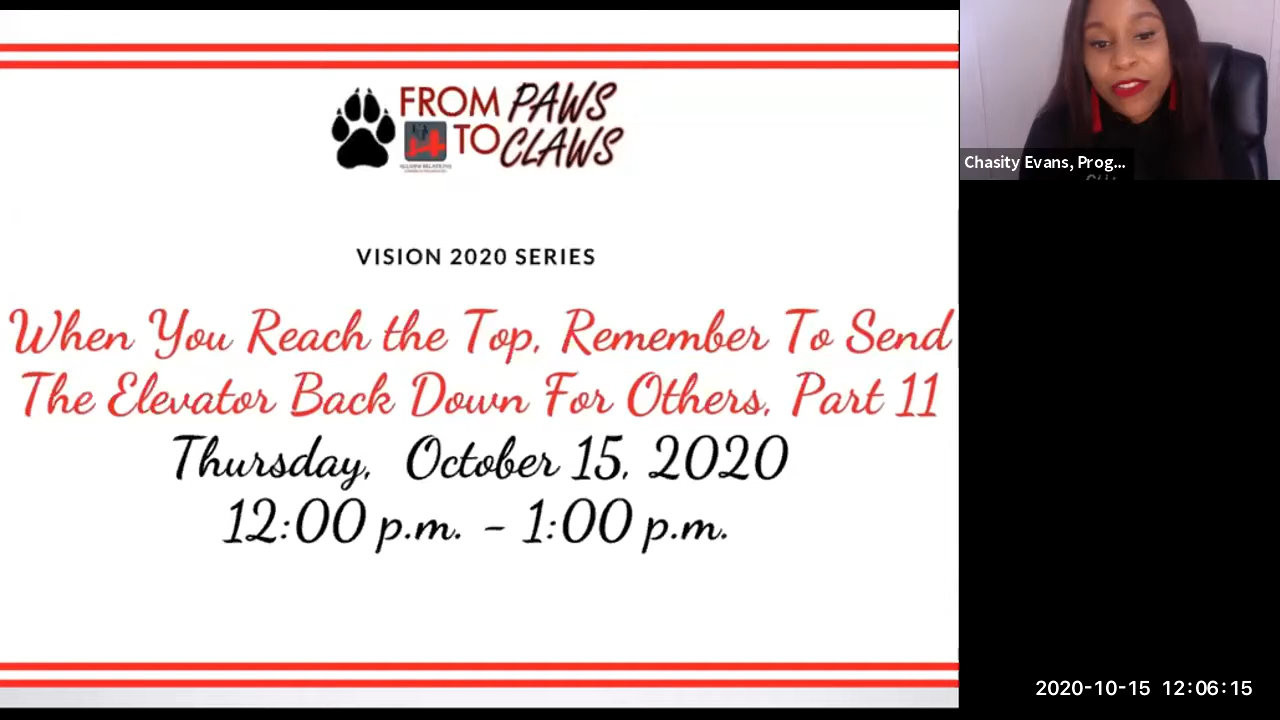 FROM PAWS
TO CLAWS
VISION 2020 SERIES
When You Reach the Top, Remember To Send
The Elevator Back Down For Others, Part 11
Thursday, October 15, 2020
12:00 p.m. - 1:00 p.m.
Chasity Evans, Prog...
2020-10-15 12:06:15